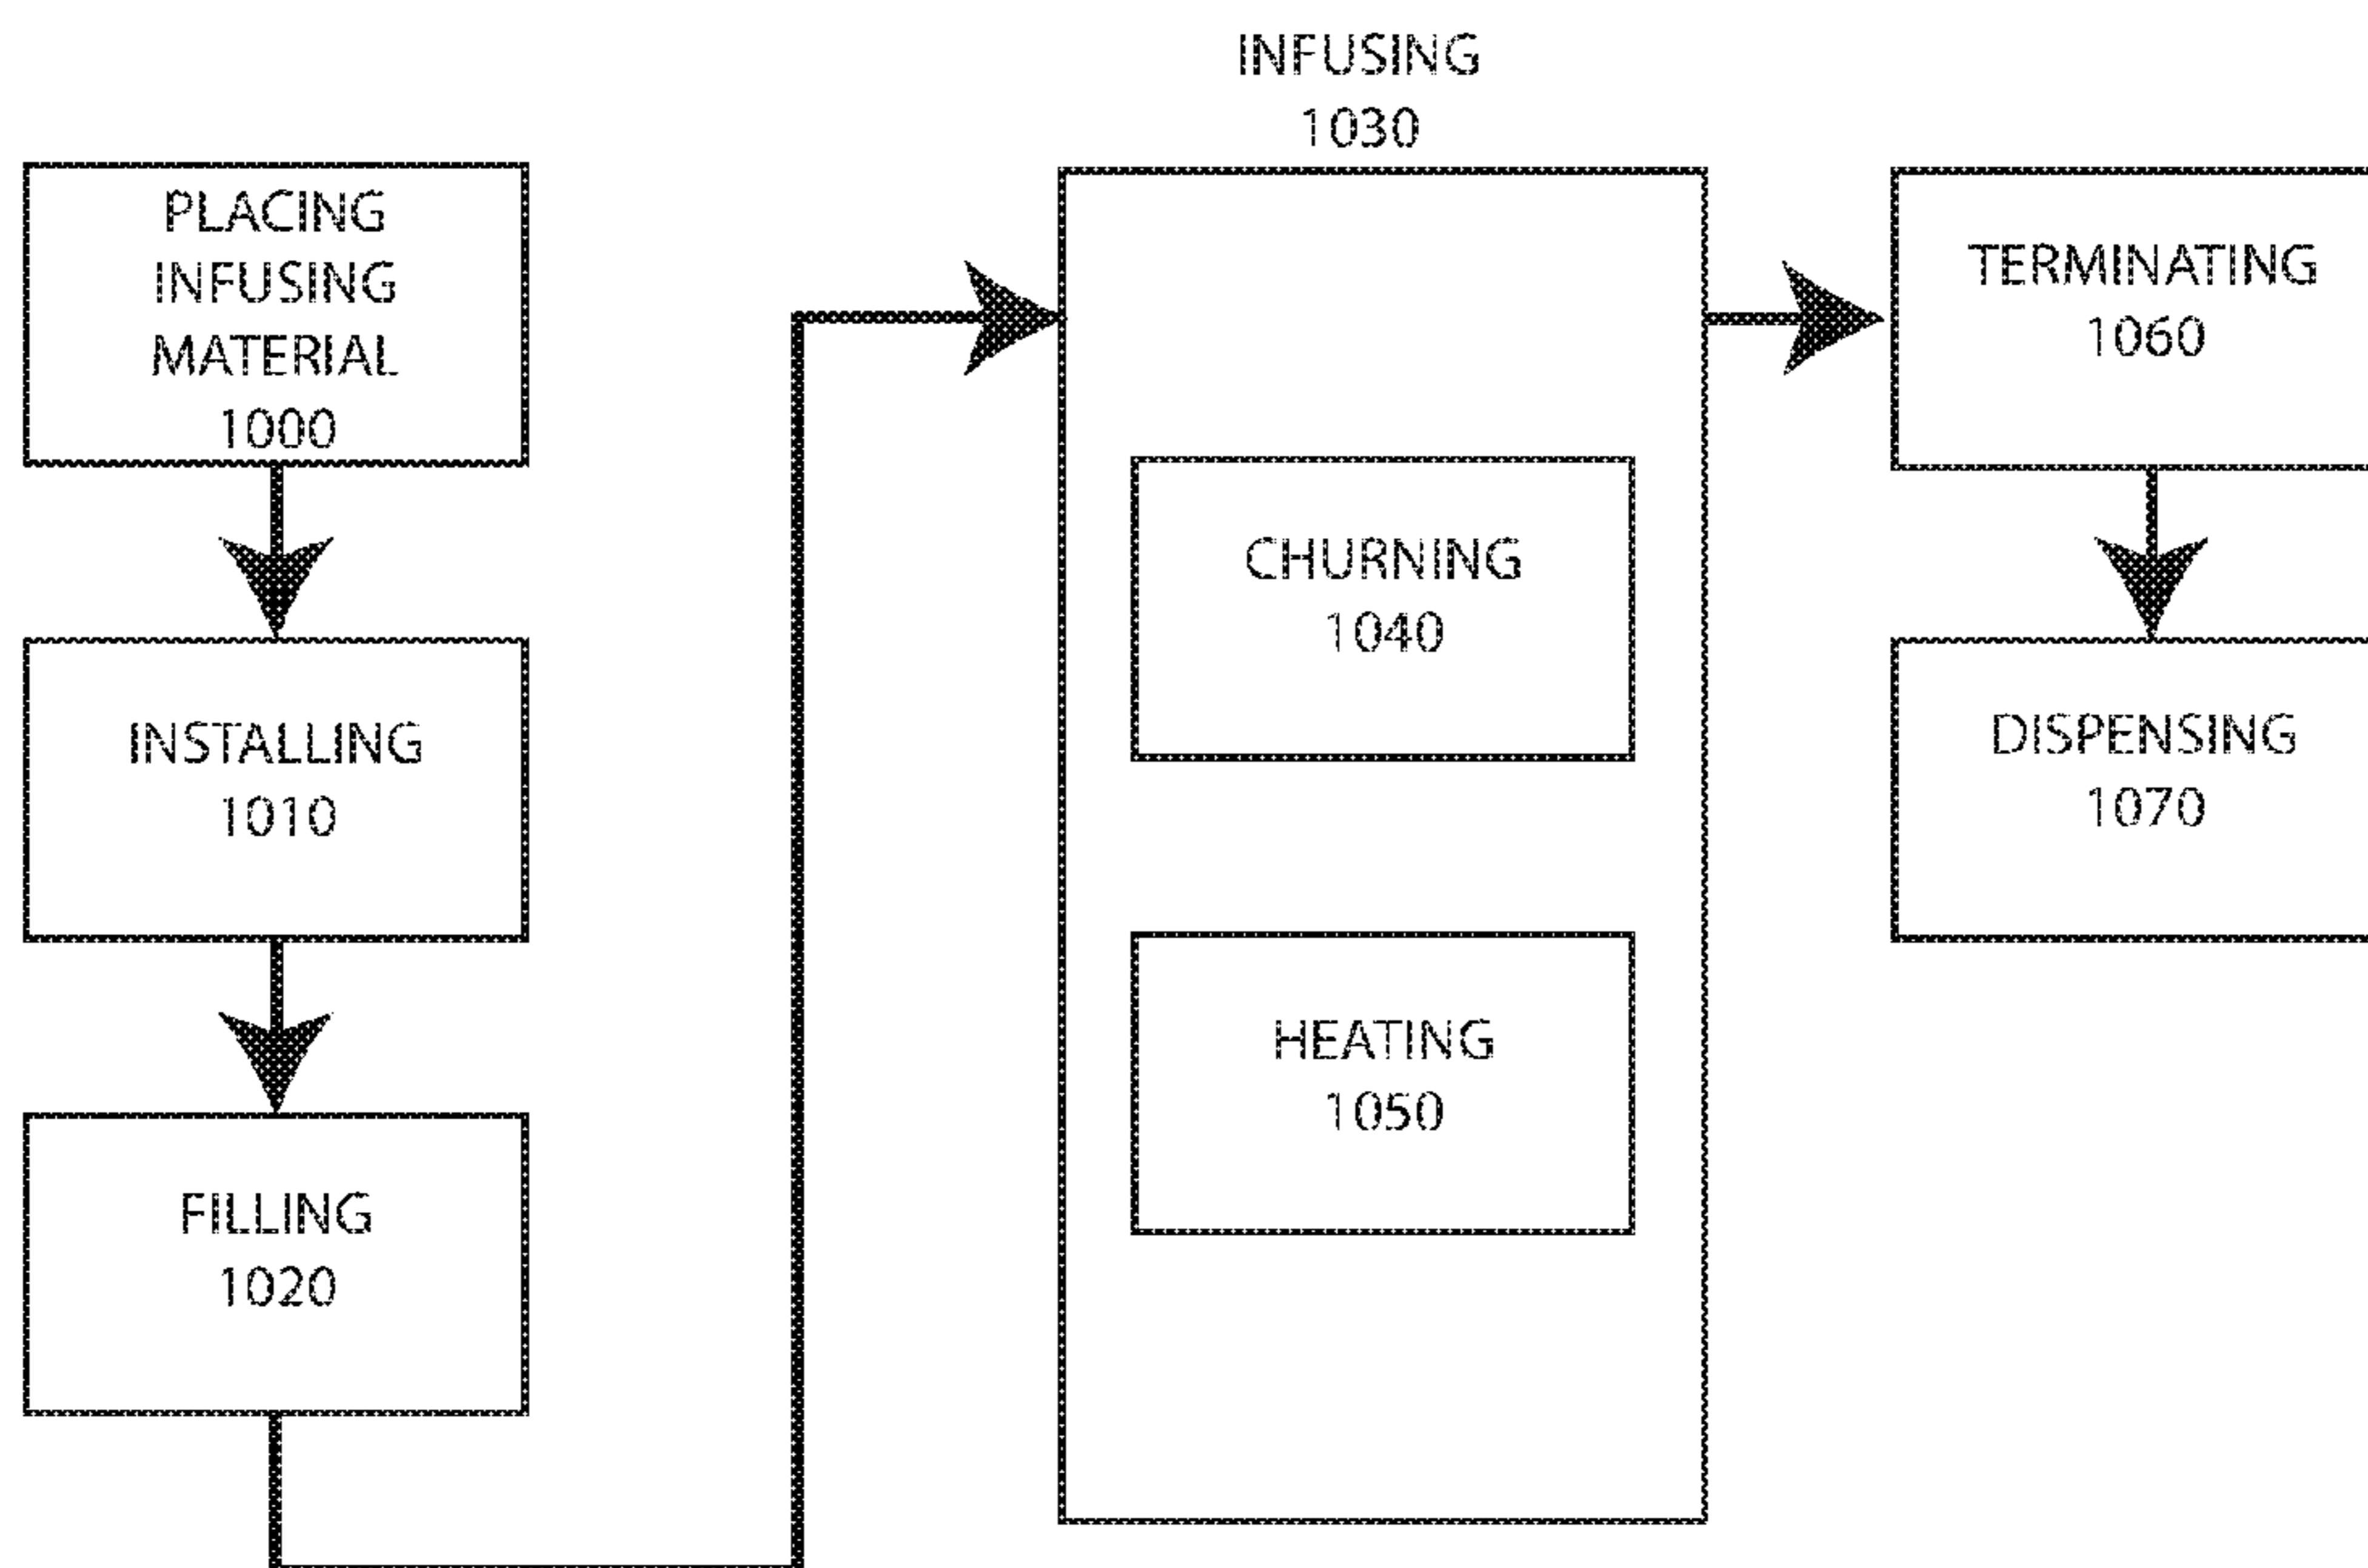 PLACING
INFUSING
MATERIAL
1000
INSTALLING
1010
FILLING
1020
INFUSING
1030
CHURNING
1040
HEATING
1050
TERMINATING
1060
DISPENSING
1070